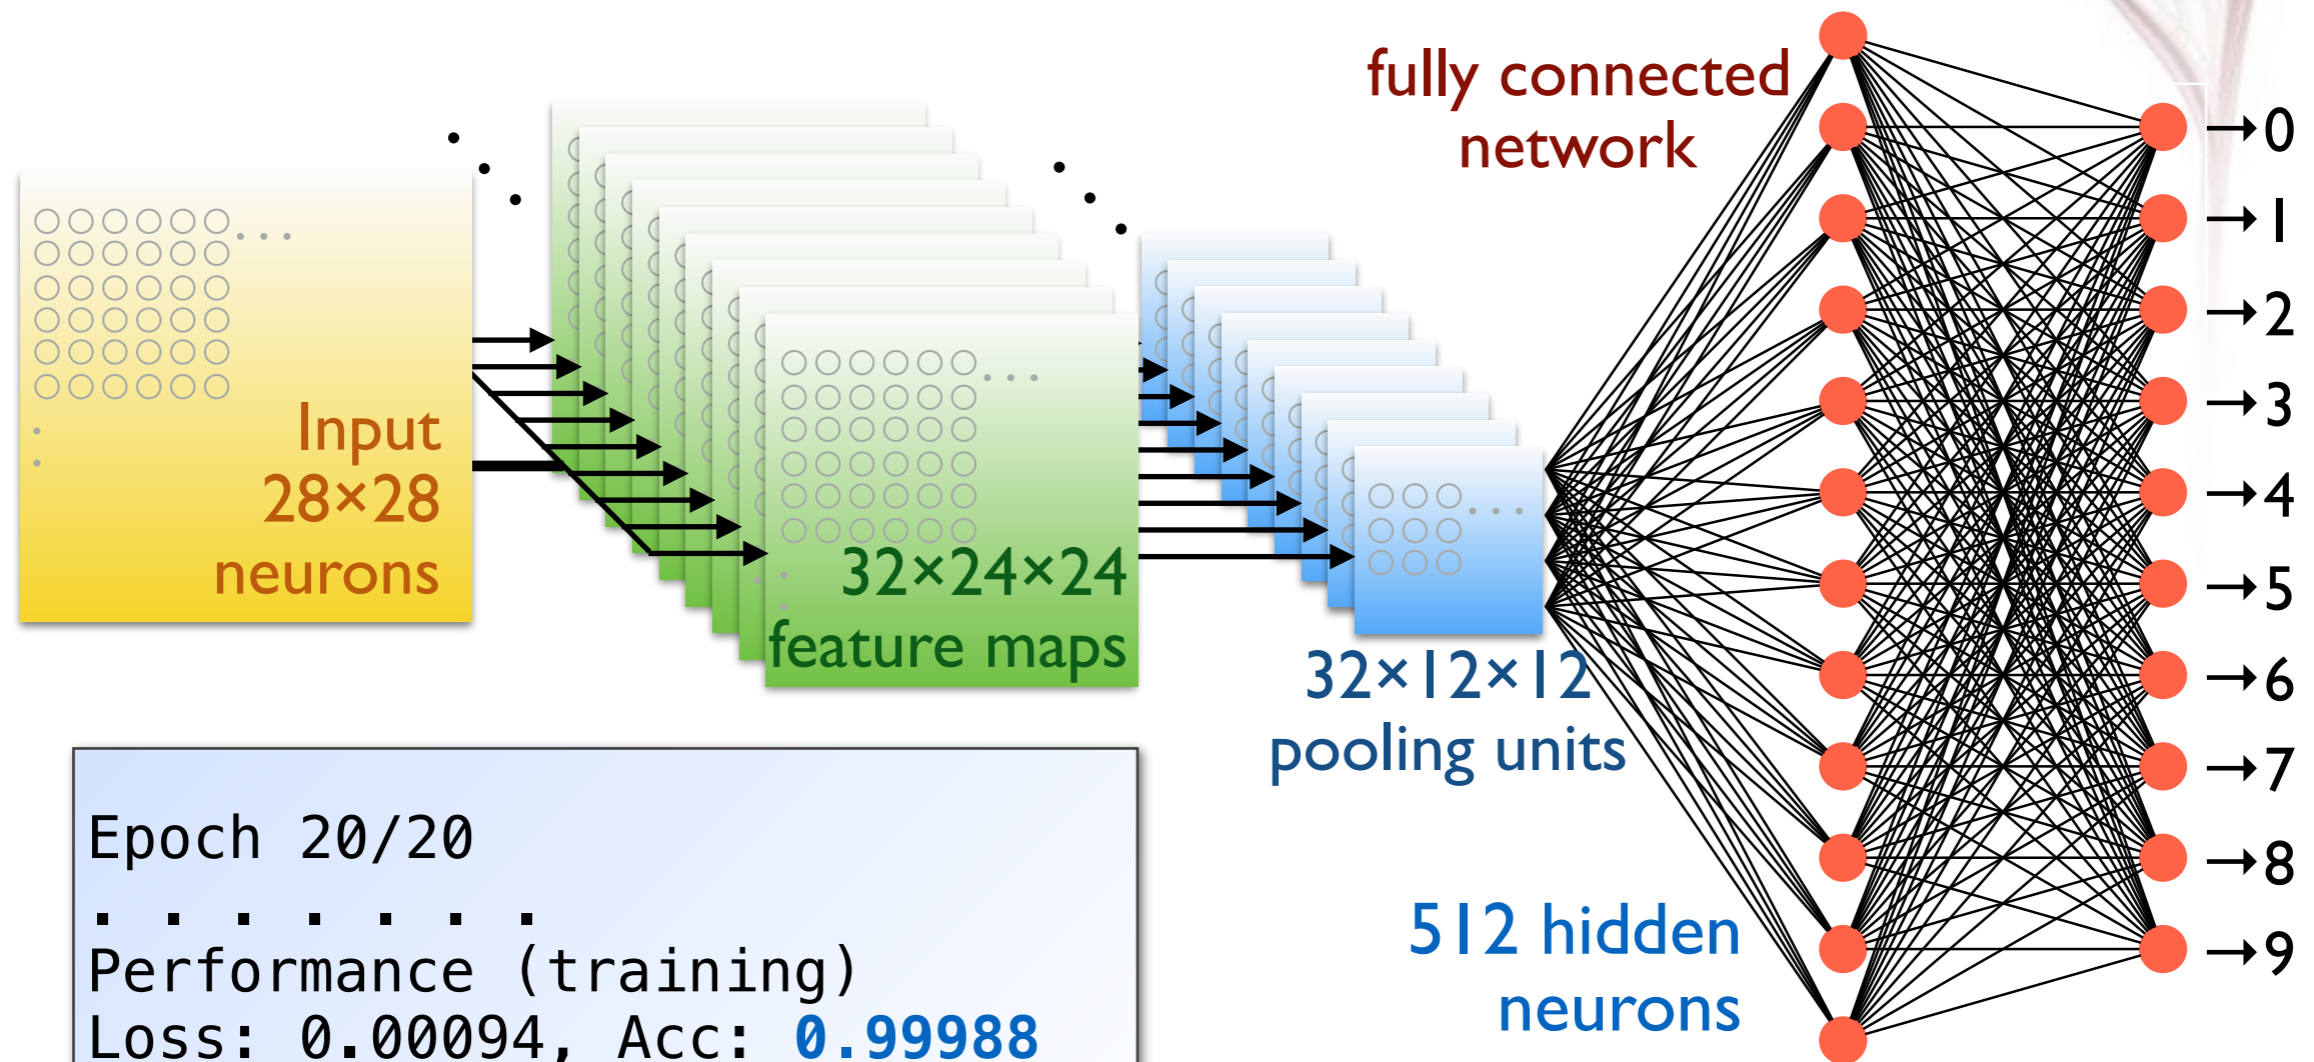 fully connected
network
Input
28×28
neurons
32×24×24
feature maps
32×12×12
pooling units
512 hidden
neurons
→0
→1
→2
→3
→4
→5
→6
→7
→8
→9
Epoch 20/20
. . . . . . .
Performance (training)
Loss: 0.00094, Acc: 0.99988